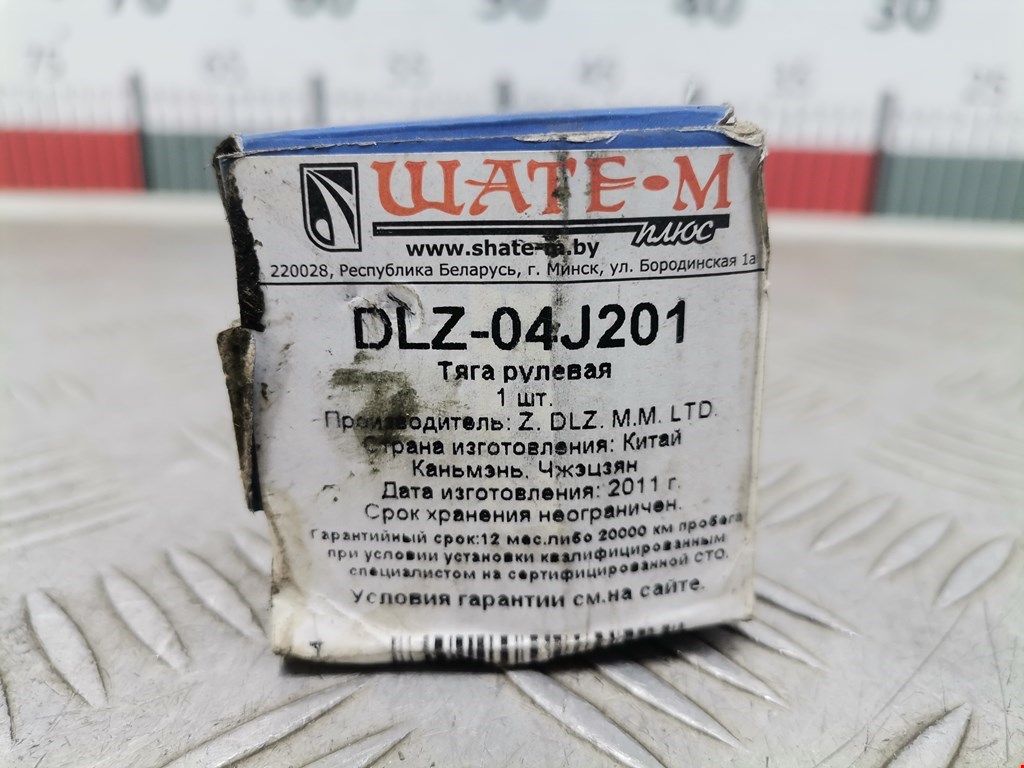 ШАТЕ-М
плюс
www.shate-m.by
220028, Республика Беларусь, г. Минск, ул. Бородинская 1а
DLZ-04J201
Тяга рулевая
1 шт.
Производитель: Z. DLZ. M.M. LTD.
Страна изготовления: Китай
Каньмэнь, Чжэцзян
Дата изготовления: 2011 г.
Срок хранения неограничен.
Гарантийный срок:12 мес.либо 20000 км пробега
при условии установки квалифицированным
специалистом на сертифицированной СТО.
Условия гарантии см.на сайте.